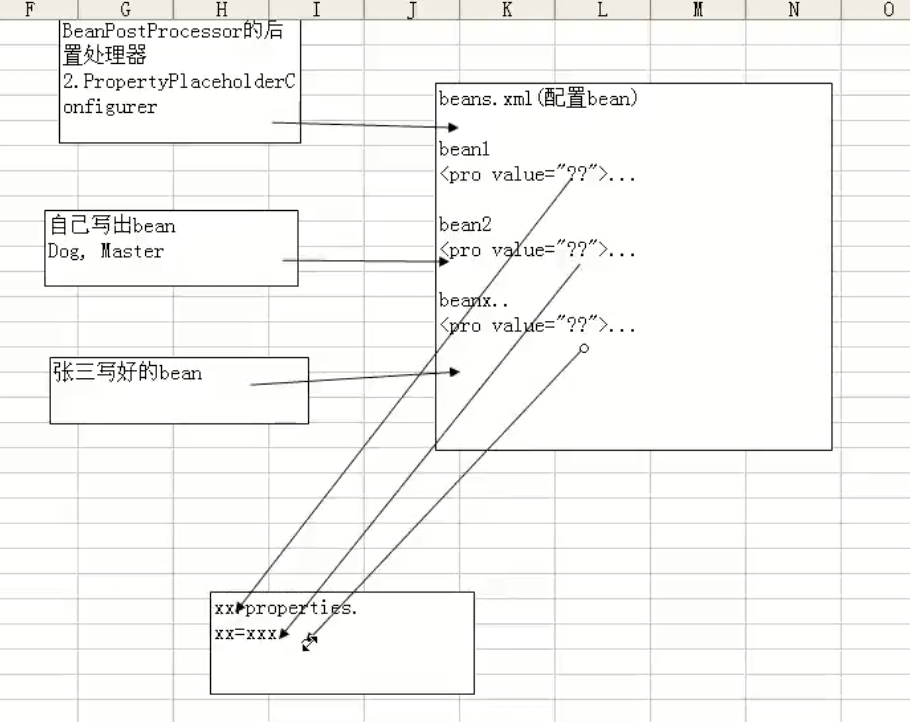 F G H I J K L M N O
BeanPostProcessor的后
置处理器
2.PropertyPlaceholderC
onfigurer
beans.xml(配置bean)
bean1
<pro value="??">...
自己写出bean
Dog, Master
bean2
<pro value="??">...
beanx..
<pro value="??">...
张三写好的bean
xx.properties.
xx=xxx